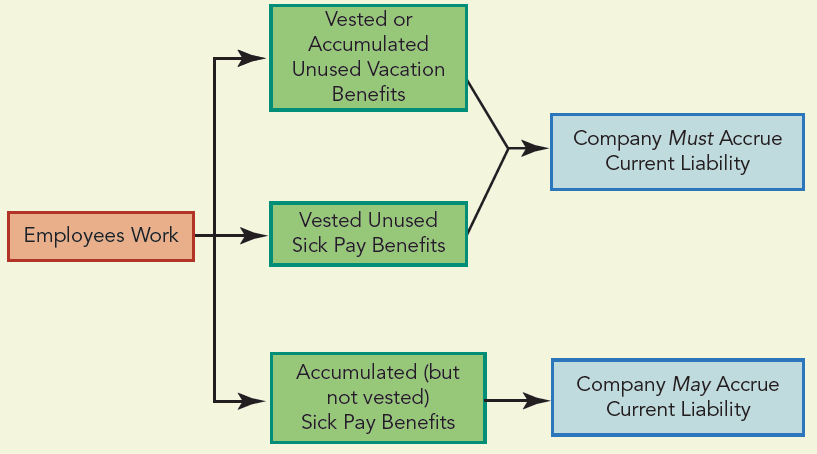 Vested or
Accumulated
Unused Vacation
Benefits
Company Must Accrue
Current Liability
Employees Work
Vested Unused
Sick Pay Benefits
Accumulated (but
not vested)
Sick Pay Benefits
Company May Accrue
Current Liability